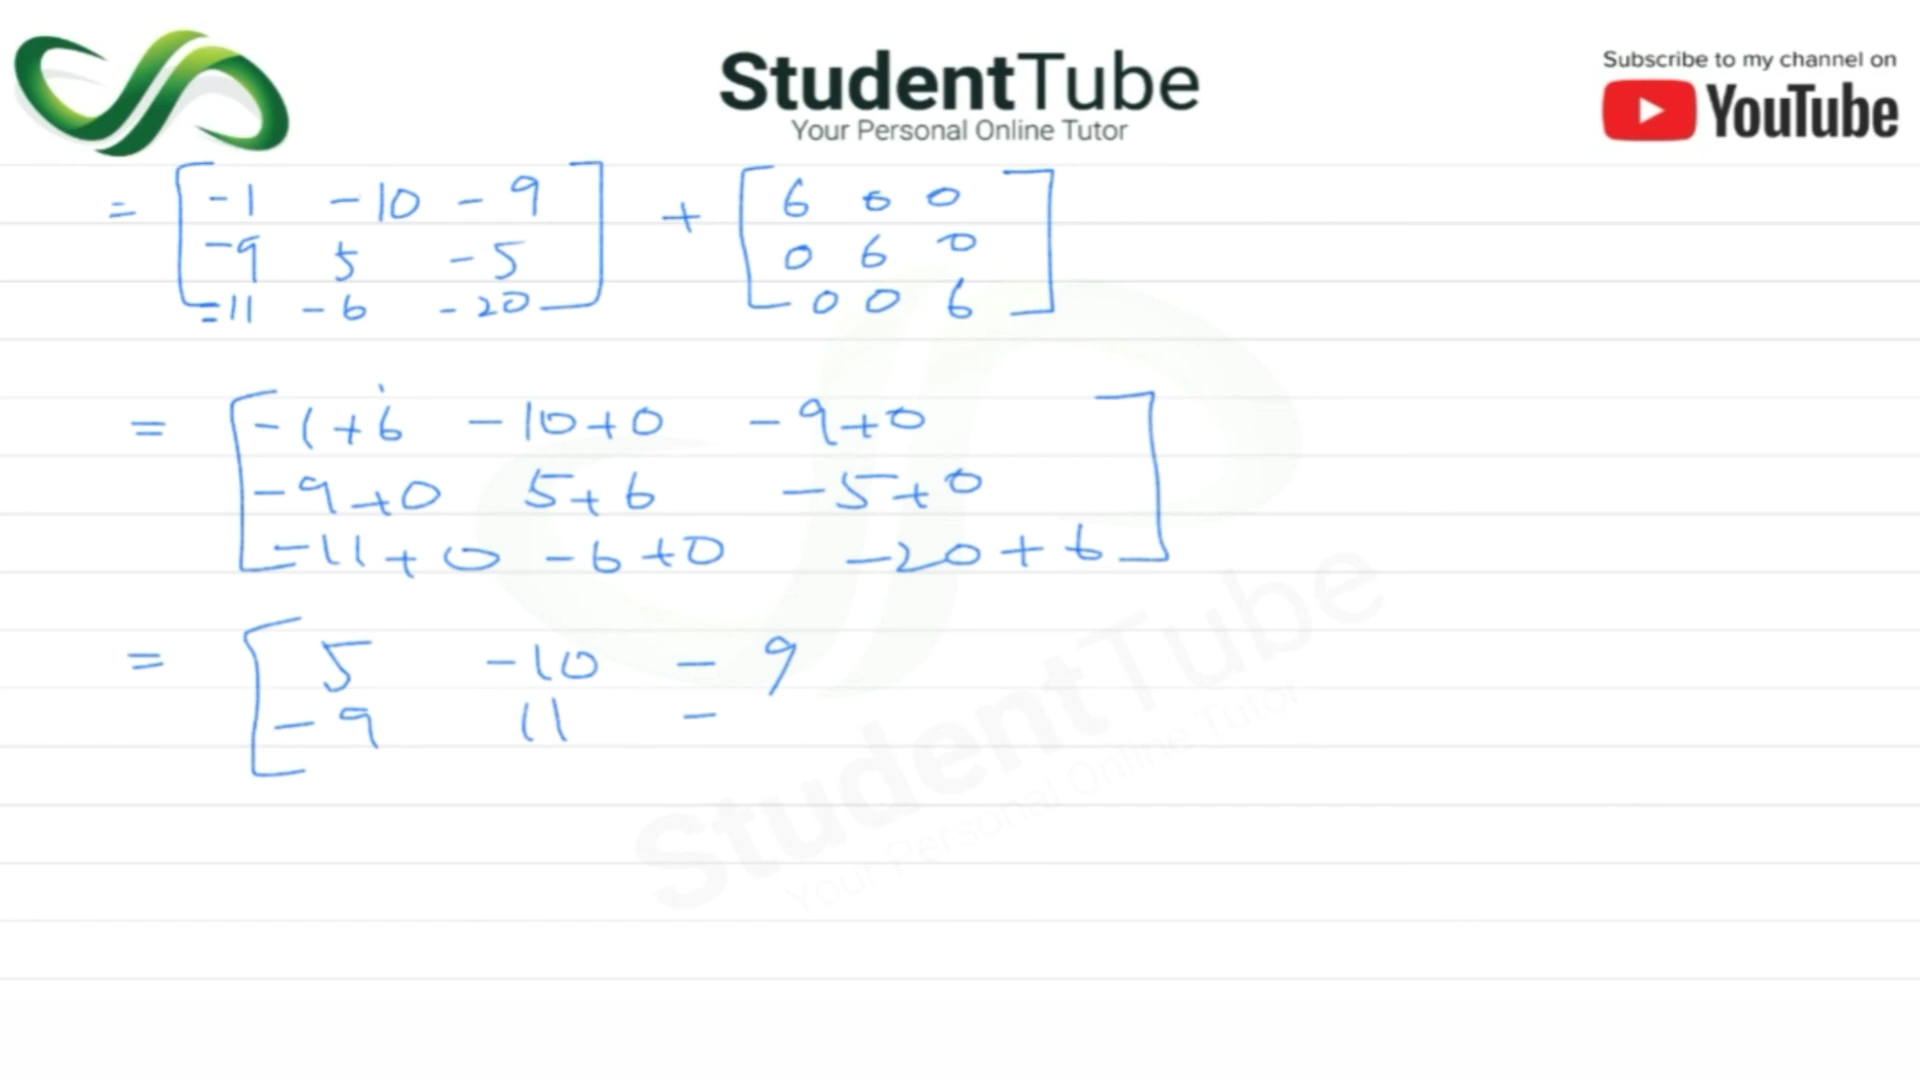 StudentTube
Your Personal Online Tutor
Subscribe to my channel on
YouTube
= [ -1 -10 -9 ] + [ 6 0 0 ]
-9 5 -5 0 6 0
-11 -6 -20 0 0 6
= [ -1+6 -10+0 -9+0 ]
-9+0 5+6 -5+0
-11+0 -6+0 -20+6
= [ 5 -10 -9
-9 11 -
StudentTube
Your Personal Online Tutor